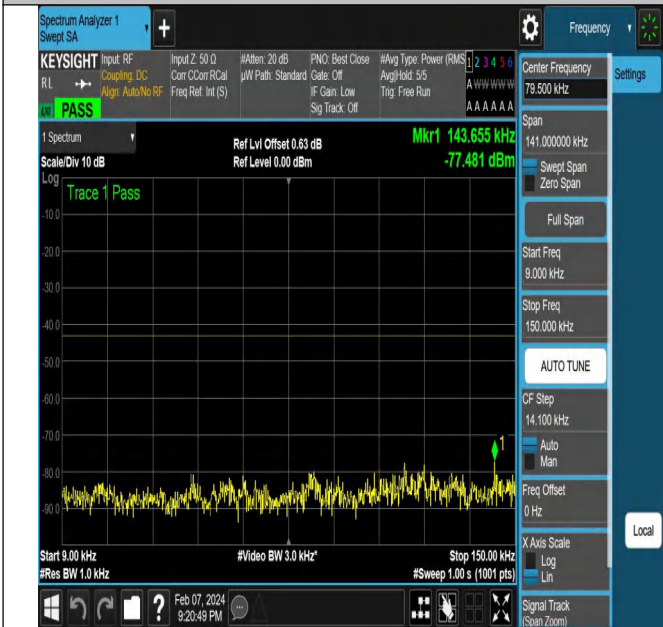 Spectrum Analyzer 1
Swept SA
+
Frequency
KEYSIGHT
RL
PASS
Input: RF
Coupling: DC
Align: Auto/No RF
Input Z: 50 Ω
Corr CCorr RCal
Freq Ref: Int (S)
#Atten: 20 dB
µW Path: Standard
PNO: Best Close
Gate: Off
IF Gain: Low
Sig Track: Off
#Avg Type: Power (RMS
Avg|Hold: 5/5
Trig: Free Run
1 2 3 4 5 6
A W W W W W
A A A A A A
1 Spectrum
Scale/Div 10 dB
Log
Ref Lvl Offset 0.63 dB
Ref Level 0.00 dBm
Mkr1 143.655 kHz
-77.481 dBm
Trace 1 Pass
-10.0
-20.0
-30.0
-40.0
-50.0
-60.0
-70.0
-80.0
-90.0
1
Start 9.00 kHz
#Res BW 1.0 kHz
#Video BW 3.0 kHz*
Stop 150.00 kHz
#Sweep 1.00 s (1001 pts)
Feb 07, 2024
9:20:49 PM
?
Center Frequency
79.500 kHz
Settings
Span
141.000000 kHz
Swept Span
Zero Span
Full Span
Start Freq
9.000 kHz
Stop Freq
150.000 kHz
AUTO TUNE
CF Step
14.100 kHz
Auto
Man
Freq Offset
0 Hz
Local
X Axis Scale
Log
Lin
Signal Track
(Span Zoom)